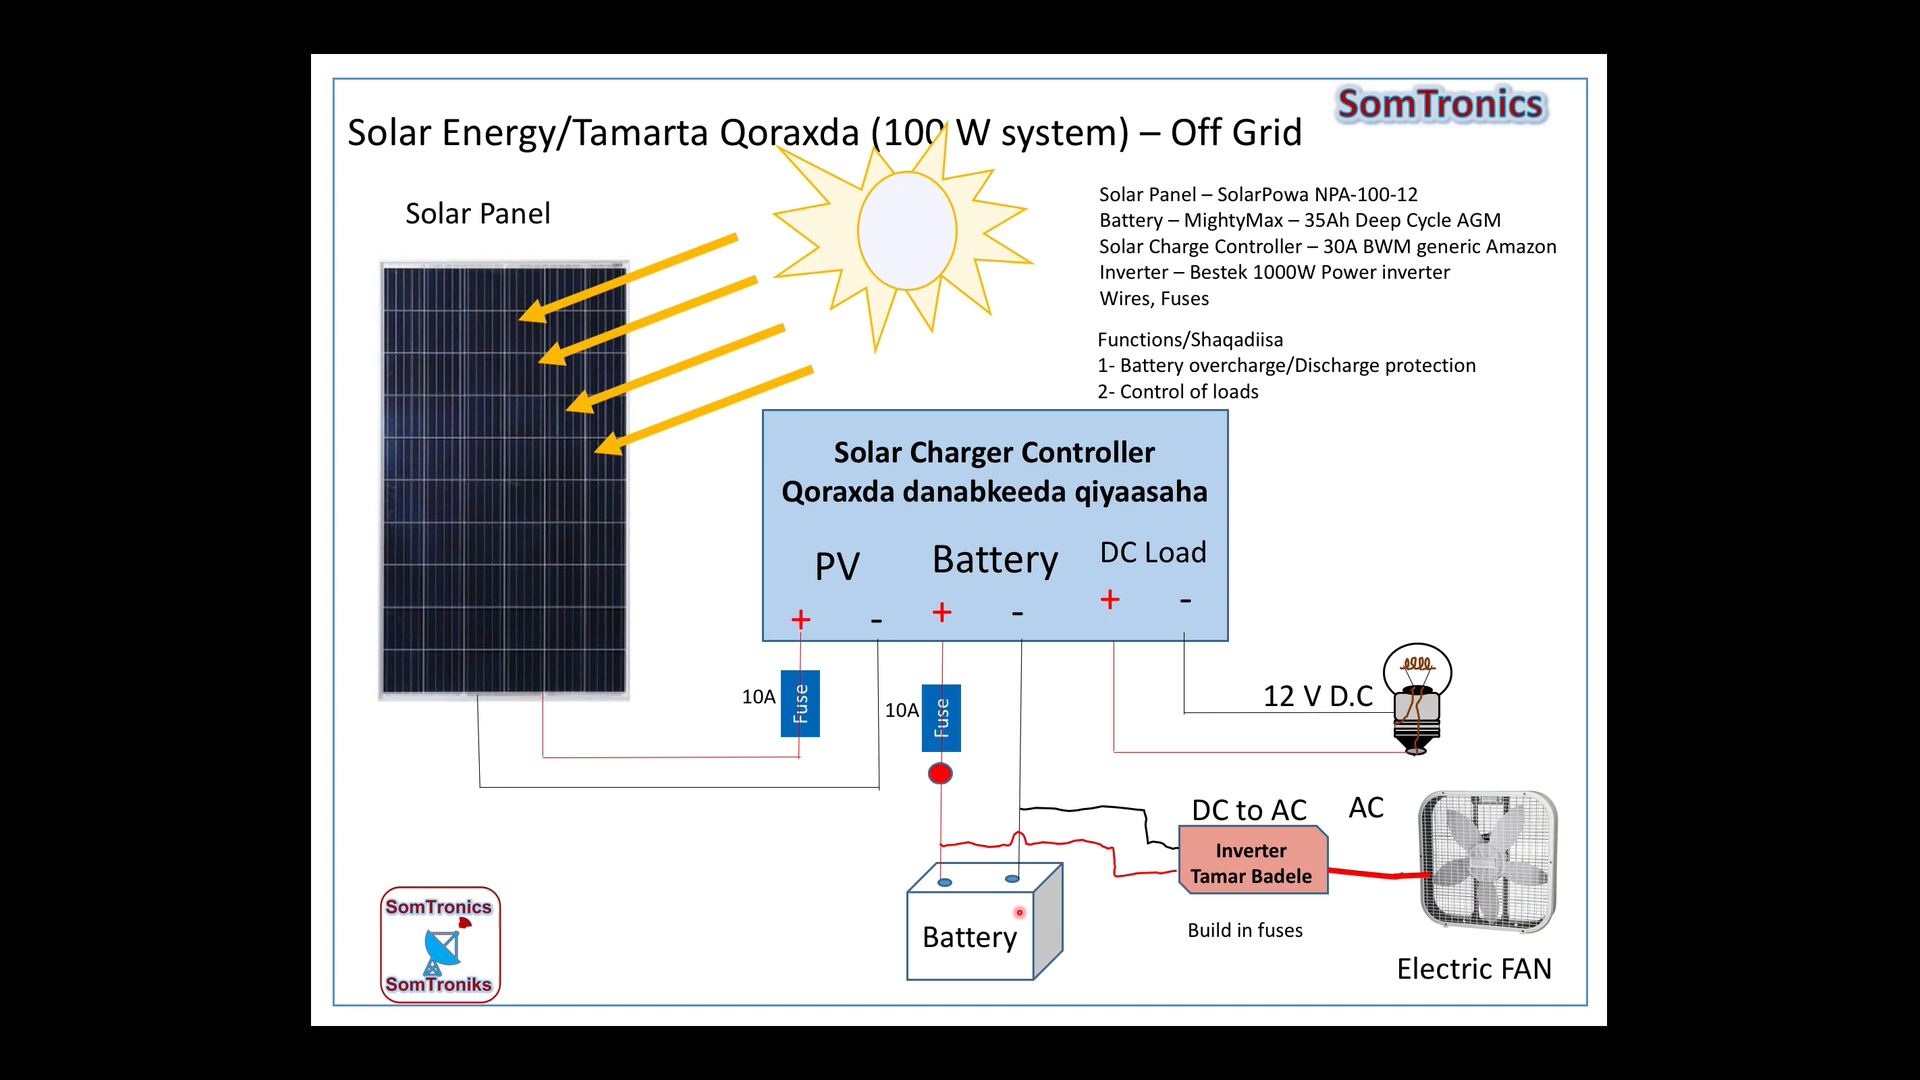 SomTronics
Solar Energy/Tamarta Qoraxda (100 W system) – Off Grid
Solar Panel
Solar Panel – SolarPowa NPA-100-12
Battery – MightyMax – 35Ah Deep Cycle AGM
Solar Charge Controller – 30A BWM generic Amazon
Inverter – Bestek 1000W Power inverter
Wires, Fuses
Functions/Shaqadiisa
1- Battery overcharge/Discharge protection
2- Control of loads
Solar Charger Controller
Qoraxda danabkeeda qiyaasaha
PV
Battery
DC Load
+ - + - + -
10A
Fuse
10A
Fuse
12 V D.C
DC to AC
AC
Inverter
Tamar Badele
Build in fuses
Battery
Electric FAN
SomTronics
SomTroniks